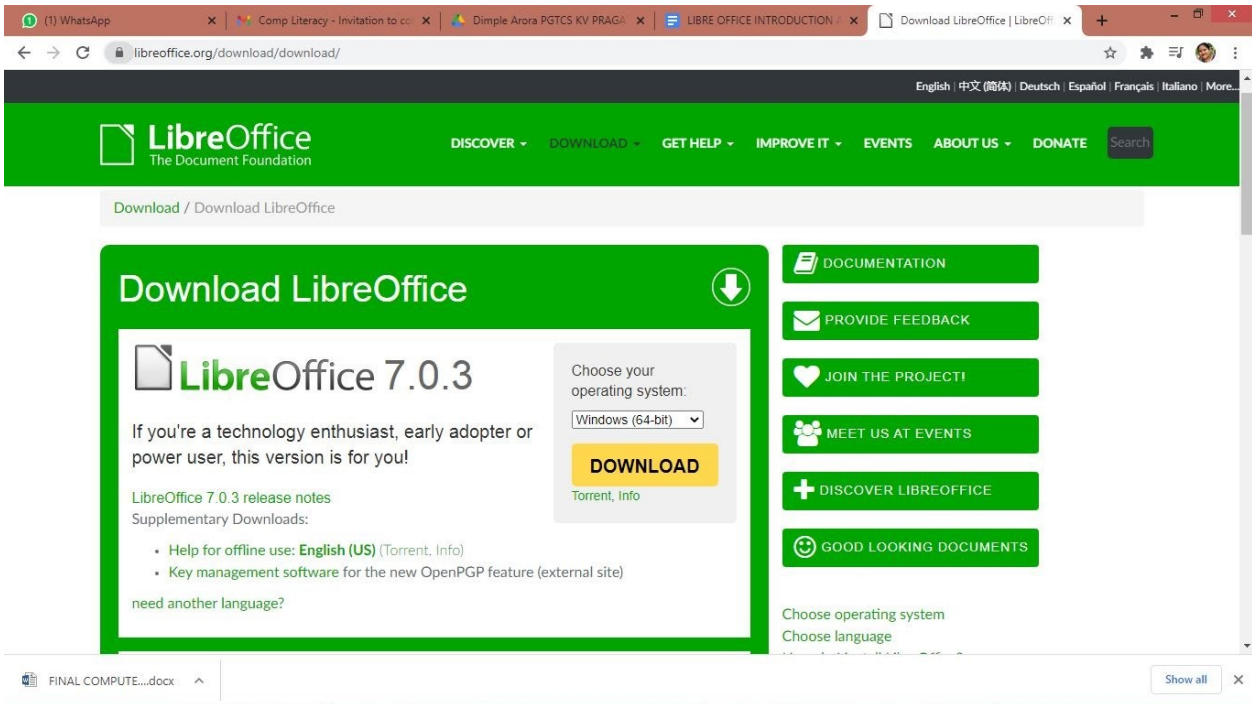 (1) WhatsApp
Comp Literacy - Invitation to co
Dimple Arora PGTCS KV PRAGA
LIBRE OFFICE INTRODUCTION A
Download LibreOffice | LibreOff
libreoffice.org/download/download/
English | 中文 (简体) | Deutsch | Español | Français | Italiano | More...
LibreOffice
The Document Foundation
DISCOVER DOWNLOAD GET HELP IMPROVE IT EVENTS ABOUT US DONATE Search
Download / Download LibreOffice
Download LibreOffice
LibreOffice 7.0.3
If you're a technology enthusiast, early adopter or
power user, this version is for you!
LibreOffice 7.0.3 release notes
Supplementary Downloads:
• Help for offline use: English (US) (Torrent, Info)
• Key management software for the new OpenPGP feature (external site)
need another language?
Choose your
operating system:
Windows (64-bit)
DOWNLOAD
Torrent, Info
DOCUMENTATION
PROVIDE FEEDBACK
JOIN THE PROJECT!
MEET US AT EVENTS
DISCOVER LIBREOFFICE
GOOD LOOKING DOCUMENTS
Choose operating system
Choose language
FINAL COMPUTE....docx
Show all